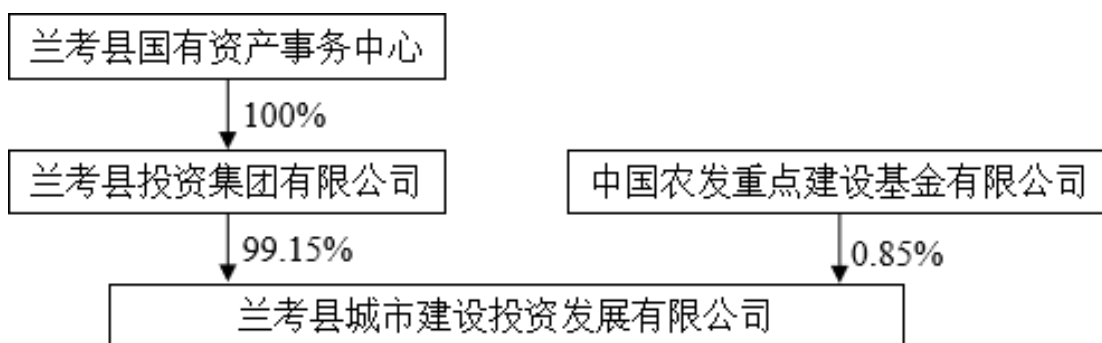 兰考县国有资产事务中心
100%
兰考县投资集团有限公司
中国农发重点建设基金有限公司
99.15%
0.85%
兰考县城市建设投资发展有限公司